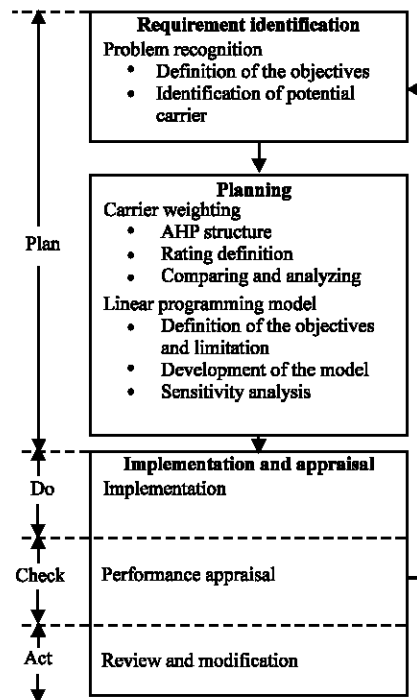 Requirement identification
Problem recognition
• Definition of the objectives
• Identification of potential
carrier
Plan
Planning
Carrier weighting
• AHP structure
• Rating definition
• Comparing and analyzing
Linear programming model
• Definition of the objectives
and limitation
• Development of the model
• Sensitivity analysis
Implementation and appraisal
Do
Implementation
Check
Performance appraisal
Act
Review and modification